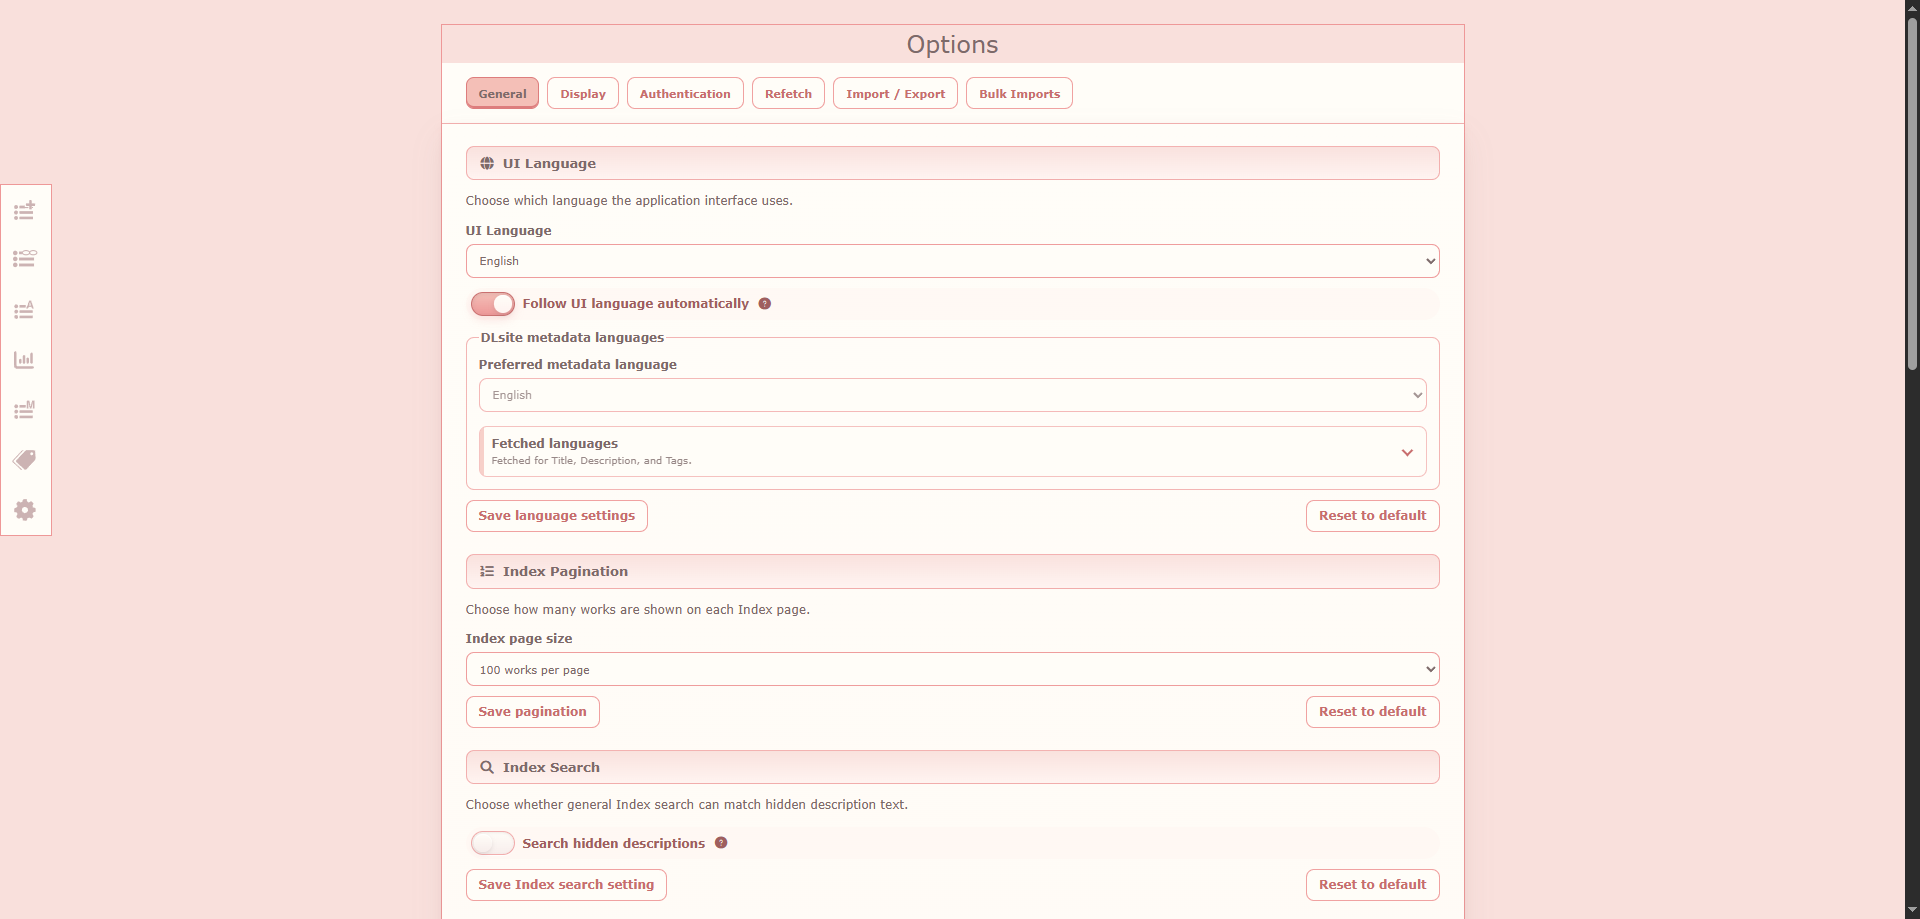 Options
General
Display
Authentication
Refetch
Import / Export
Bulk Imports
UI Language
Choose which language the application interface uses.
UI Language
English
Follow UI language automatically
?
DLsite metadata languages
Preferred metadata language
English
Fetched languages
Fetched for Title, Description, and Tags.
Save language settings
Reset to default
Index Pagination
Choose how many works are shown on each Index page.
Index page size
100 works per page
Save pagination
Reset to default
Index Search
Choose whether general Index search can match hidden description text.
Search hidden descriptions
?
Save Index search setting
Reset to default
A
M